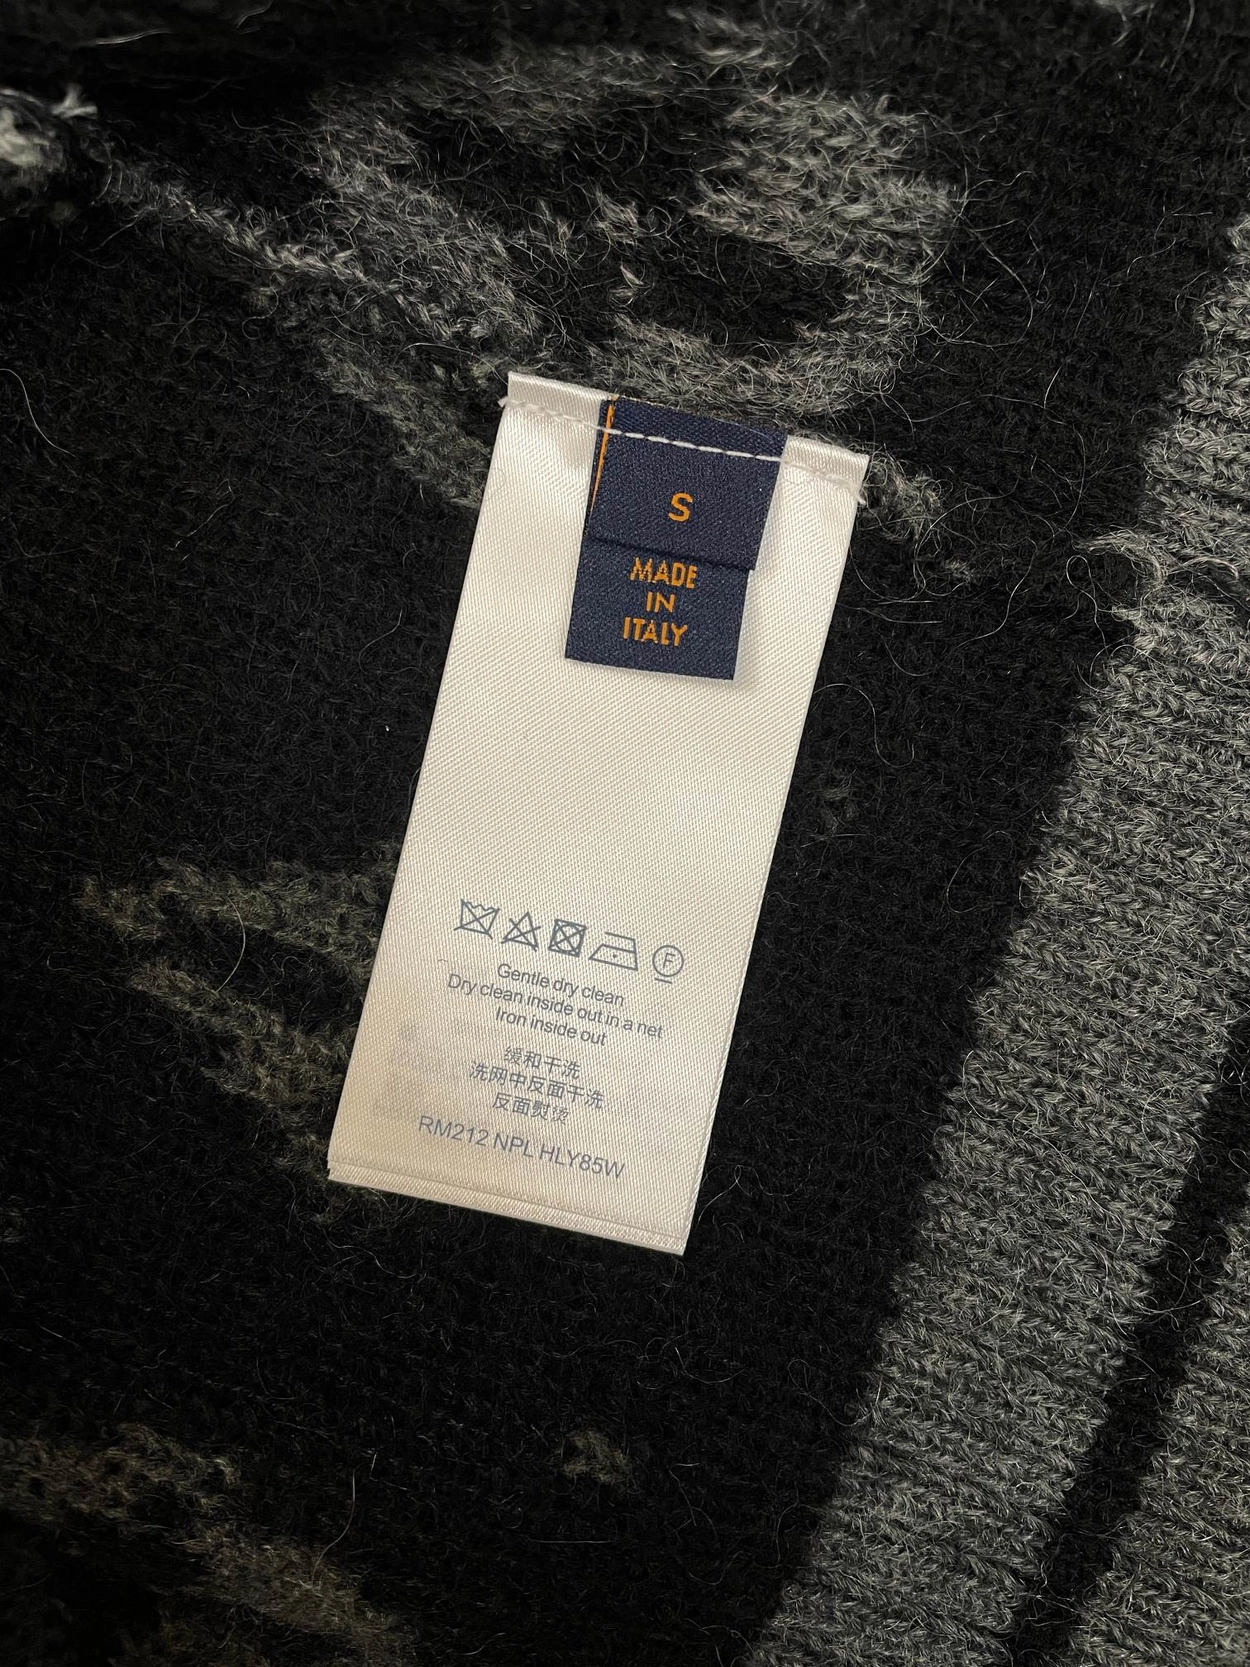 S
MADE
IN
ITALY
F
Gentle dry clean
Dry clean inside out in a net
Iron inside out
缓和干洗
洗网中反面干洗
反面熨烫
RM212 NPL HLY85W